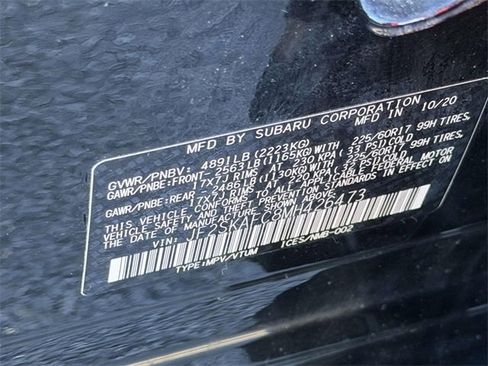 MFD BY SUBARU CORPORATION
MFD IN 10/20
GVWR/PNBV: 4891LB(2223KG)
GAWR/PNBE:FRONT- 2563LB(1165KG)WITH 225/60R17 99H TIRES,
17X7J RIMS, AT 230 KPA( 33 PSI)COLD
GAWR/PNBE:REAR - 2486LB(1130KG)WITH 225/60R17 99H TIRES,
17X7J RIMS, AT 220 KPA( PSI)COLD
THIS VEHICLE CONFORMS TO ALL APPLICABLE FEDERAL MOTOR
VEHICLE SAFETY, BUMPER, AND THEFT PREVENTION STANDARDS IN EFFECT ON
THE DATE OF MANUFACTURE SHOWN ABOVE.
VIN: JF2SKAFC8MH426473
TYPE:MPV/VTUM ICES/NMB-002